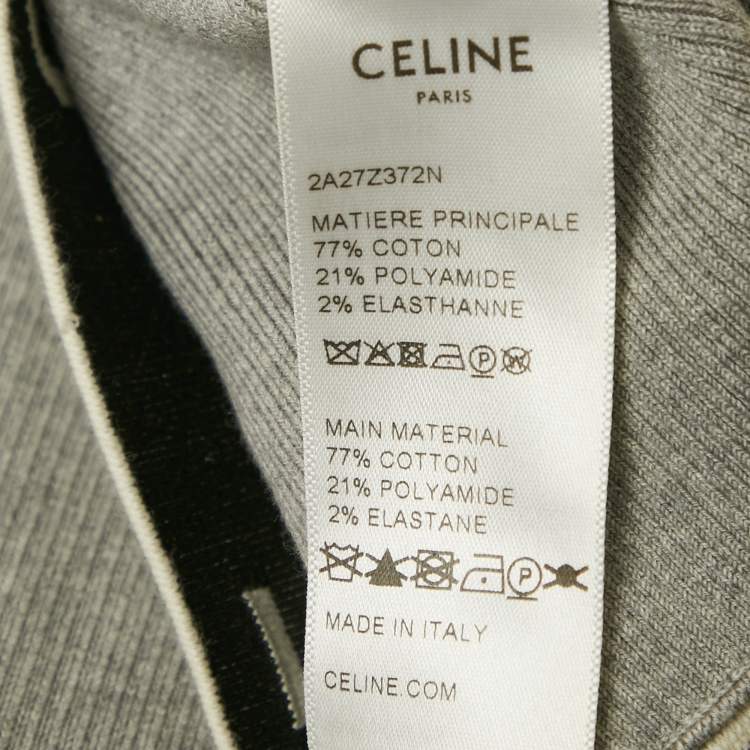 CELINE
PARIS
2A27Z372N
MATIERE PRINCIPALE
77% COTON
21% POLYAMIDE
2% ELASTHANNE
P W
MAIN MATERIAL
77% COTTON
21% POLYAMIDE
2% ELASTANE
P
MADE IN ITALY
CELINE.COM